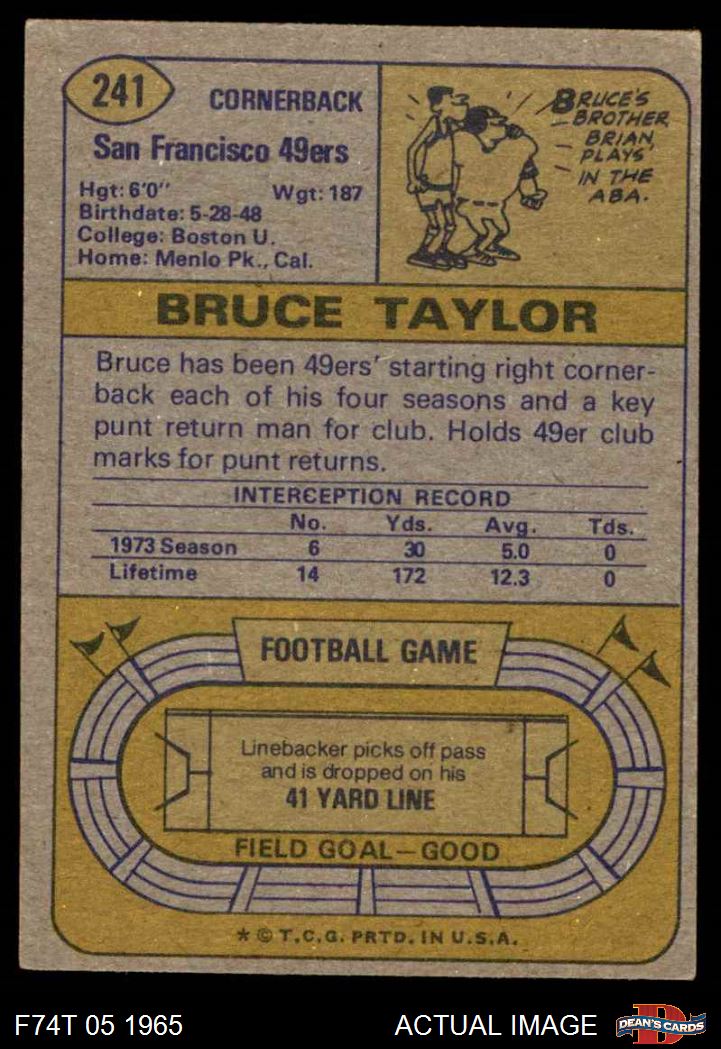 241
CORNERBACK
San Francisco 49ers
Hgt: 6'0" Wgt: 187
Birthdate: 5-28-48
College: Boston U.
Home: Menlo Pk., Cal.
BRUCE'S
BROTHER
BRIAN
PLAYS
IN THE
ABA.
BRUCE TAYLOR
Bruce has been 49ers' starting right corner-
back each of his four seasons and a key
punt return man for club. Holds 49er club
marks for punt returns.
INTERCEPTION RECORD
No. Yds. Avg. Tds.
1973 Season 6 30 5.0 0
Lifetime 14 172 12.3 0
FOOTBALL GAME
Linebacker picks off pass
and is dropped on his
41 YARD LINE
FIELD GOAL—GOOD
* © T.C.G. PRTD. IN U.S.A.
F74T 05 1965 ACTUAL IMAGE
D
DEAN'S CARDS